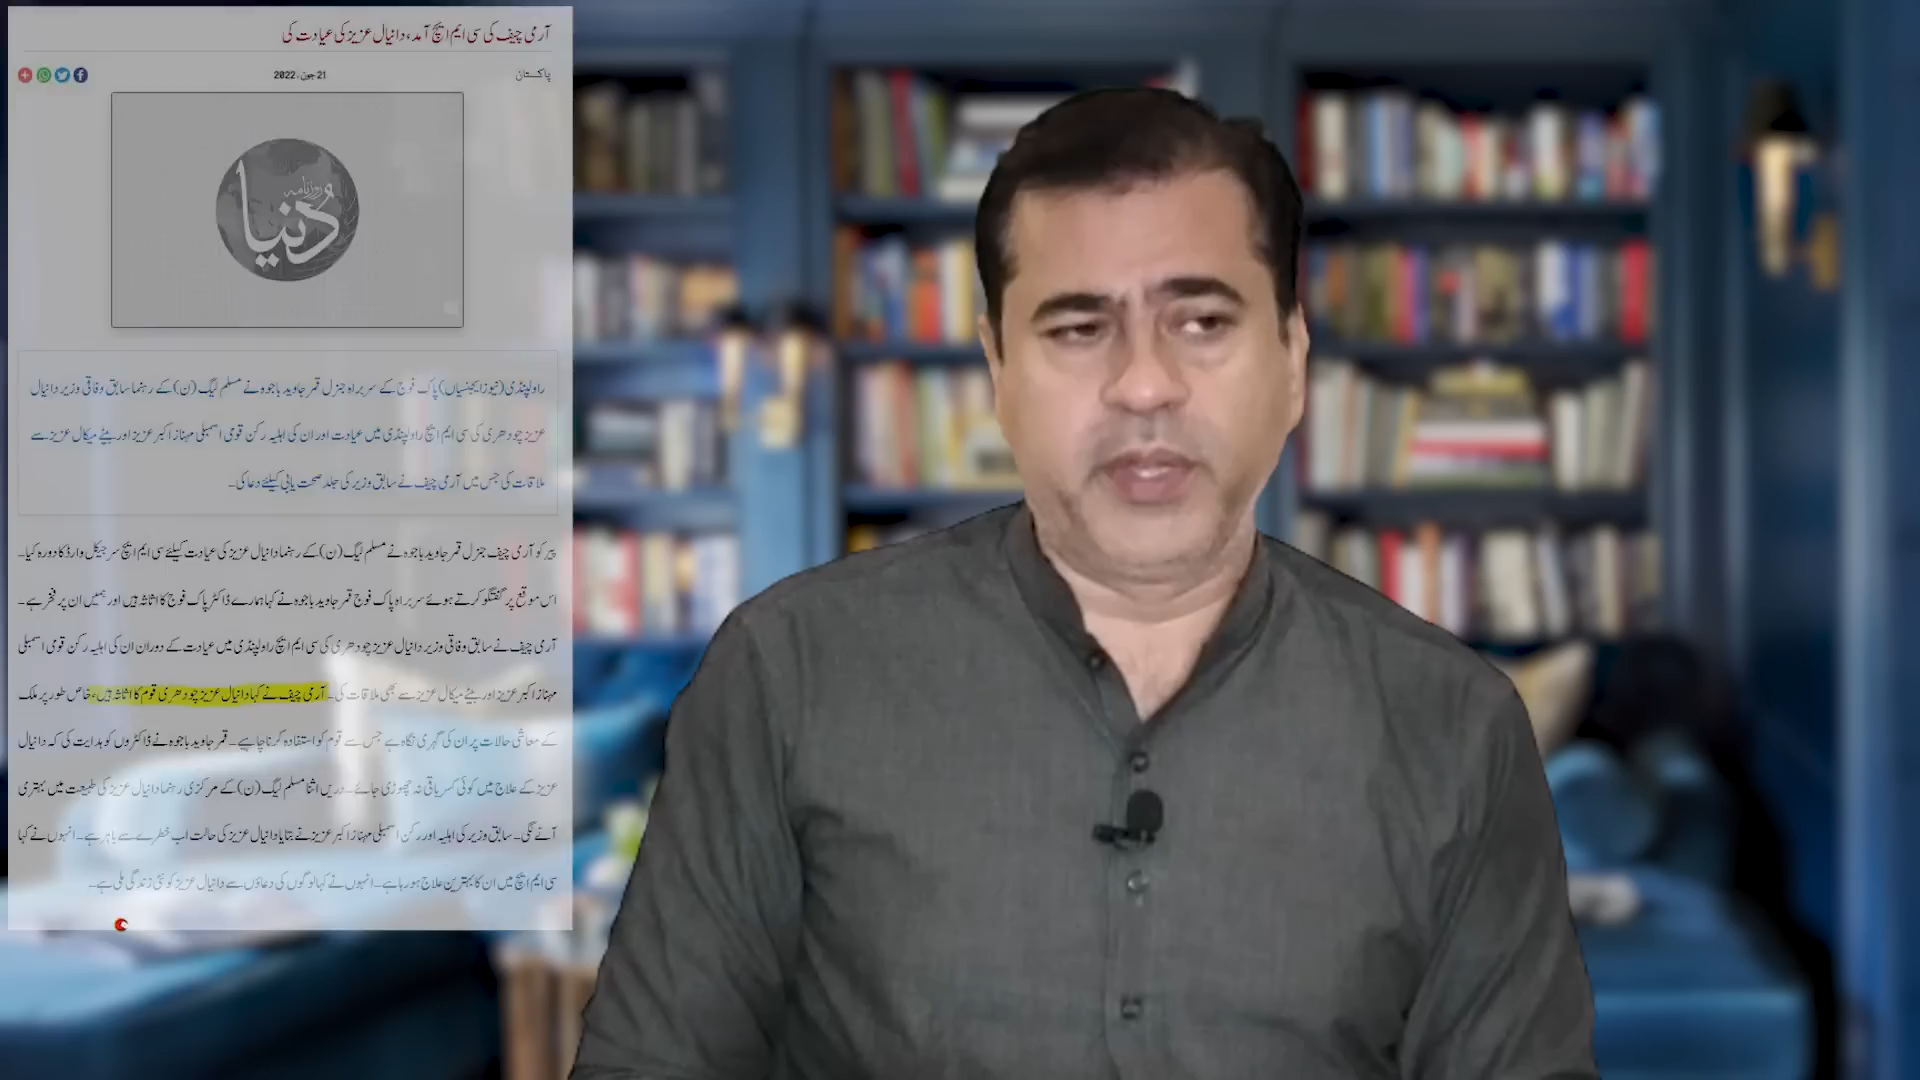 آرمی چیف کی سی ایم ایچ آمد، دانیال عزیز کی عیادت کی
پاکستان
21 جون ، 2022
روزنامہ
دُنیا
راولپنڈی (نیوز ایجنسیاں) پاک فوج کے سربراہ جنرل قمر جاوید باجوہ نے مسلم لیگ (ن) کے رہنما سابق وفاقی وزیر دانیال
عزیز چودھری کی سی ایم ایچ راولپنڈی میں عیادت اور ان کی اہلیہ رکن قومی اسمبلی مہناز اکبر عزیز اور بیٹے میکال عزیز سے
ملاقات کی جس میں آرمی چیف نے سابق وزیر کی جلد صحت یابی کیلئے دعا کی۔
پیر کو آرمی چیف جنرل قمر جاوید باجوہ نے مسلم لیگ (ن) کے رہنما دانیال عزیز کی عیادت کیلئے سی ایم ایچ سرجیکل وارڈ کا دورہ کیا۔
اس موقع پر گفتگو کرتے ہوئے سربراہ پاک فوج قمر جاوید باجوہ نے کہا ہمارے ڈاکٹر پاک فوج کا اثاثہ ہیں اور ہمیں ان پر فخر ہے۔
آرمی چیف نے سابق وفاقی وزیر دانیال عزیز چودھری کی سی ایم ایچ راولپنڈی میں عیادت کے دوران ان کی اہلیہ رکن قومی اسمبلی
مہناز اکبر عزیز اور بیٹے میکال عزیز سے بھی ملاقات کی۔ آرمی چیف نے کہا دانیال عزیز چودھری قوم کا اثاثہ ہیں، خاص طور پر ملک
کے معاشی حالات پر ان کی گہری نگاہ ہے جس سے قوم کو استفادہ کرنا چاہیے۔ قمر جاوید باجوہ نے ڈاکٹروں کو ہدایت کی کہ دانیال
عزیز کے علاج میں کوئی کسر باقی نہ چھوڑی جائے۔ دریں اثنا مسلم لیگ (ن) کے مرکزی رہنما دانیال عزیز کی طبیعت میں بہتری
آنے لگی۔ سابق وزیر کی اہلیہ اور رکن اسمبلی مہناز اکبر عزیز نے بتایا دانیال عزیز کی حالت اب خطرے سے باہر ہے۔ انہوں نے کہا
سی ایم ایچ میں ان کا بہترین علاج ہو رہا ہے۔ انہوں نے کہا لوگوں کی دعاؤں سے دانیال عزیز کو نئی زندگی ملی ہے۔